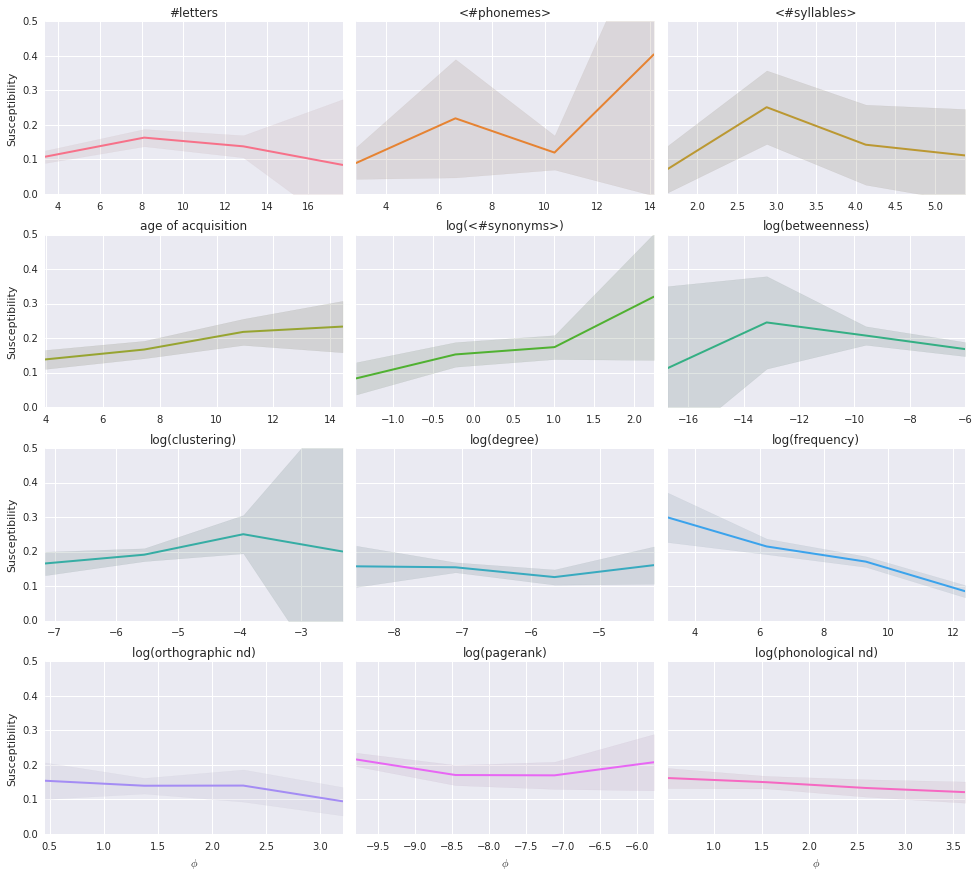 #letters <#phonemes> <#syllables>
Susceptibility
0.5
0.4
0.3
0.2
0.1
0.0
4 6 8 10 12 14 16 4 6 8 10 12 14 2.0 2.5 3.0 3.5 4.0 4.5 5.0
age of acquisition log(<#synonyms>) log(betweenness)
Susceptibility
0.5
0.4
0.3
0.2
0.1
0.0
4 6 8 10 12 14 −1.0 −0.5 0.0 0.5 1.0 1.5 2.0 −16 −14 −12 −10 −8 −6
log(clustering) log(degree) log(frequency)
Susceptibility
0.5
0.4
0.3
0.2
0.1
0.0
−7 −6 −5 −4 −3 −8 −7 −6 −5 4 6 8 10 12
log(orthographic nd) log(pagerank) log(phonological nd)
Susceptibility
0.5
0.4
0.3
0.2
0.1
0.0
0.5 1.0 1.5 2.0 2.5 3.0 −9.5 −9.0 −8.5 −8.0 −7.5 −7.0 −6.5 −6.0 1.0 1.5 2.0 2.5 3.0 3.5
ϕ ϕ ϕ